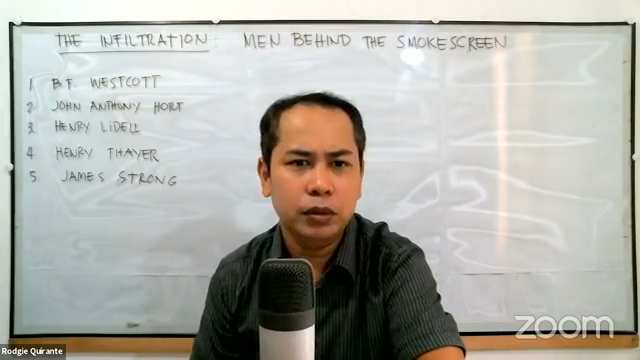 THE INFILTRATION: MEN BEHIND THE SMOKESCREEN
1 B.F. WESTCOTT
2 JOHN ANTHONY HORT
3 HENRY LIDELL
4 HENRY THAYER
5 JAMES STRONG
zoom
Rodgie Quirante